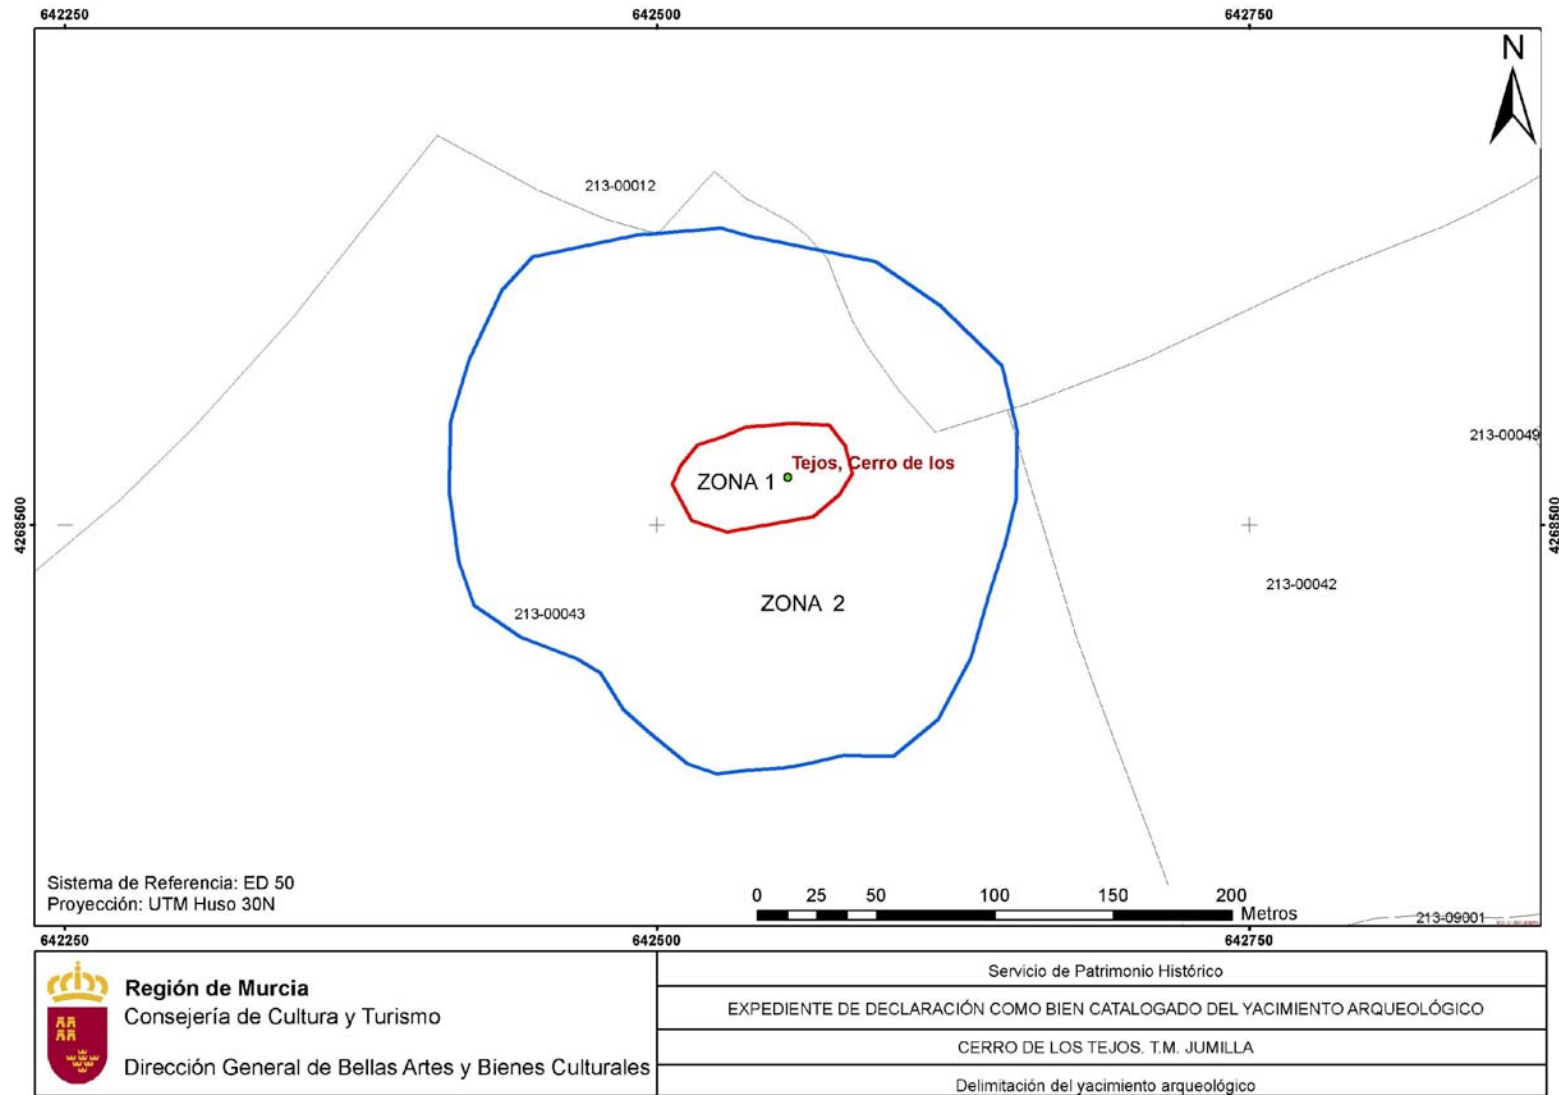 642250
642500
642750
N
213-00012
213-00049
Tejos, Cerro de los
ZONA 1
4268500
4268500
213-00042
ZONA 2
213-00043
Sistema de Referencia: ED 50
Proyección: UTM Huso 30N
0 25 50 100 150 200
Metros
213-09001
642250
642500
642750
Región de Murcia
Consejería de Cultura y Turismo
Dirección General de Bellas Artes y Bienes Culturales
Servicio de Patrimonio Histórico
EXPEDIENTE DE DECLARACIÓN COMO BIEN CATALOGADO DEL YACIMIENTO ARQUEOLÓGICO
CERRO DE LOS TEJOS. T.M. JUMILLA
Delimitación del yacimiento arqueológico